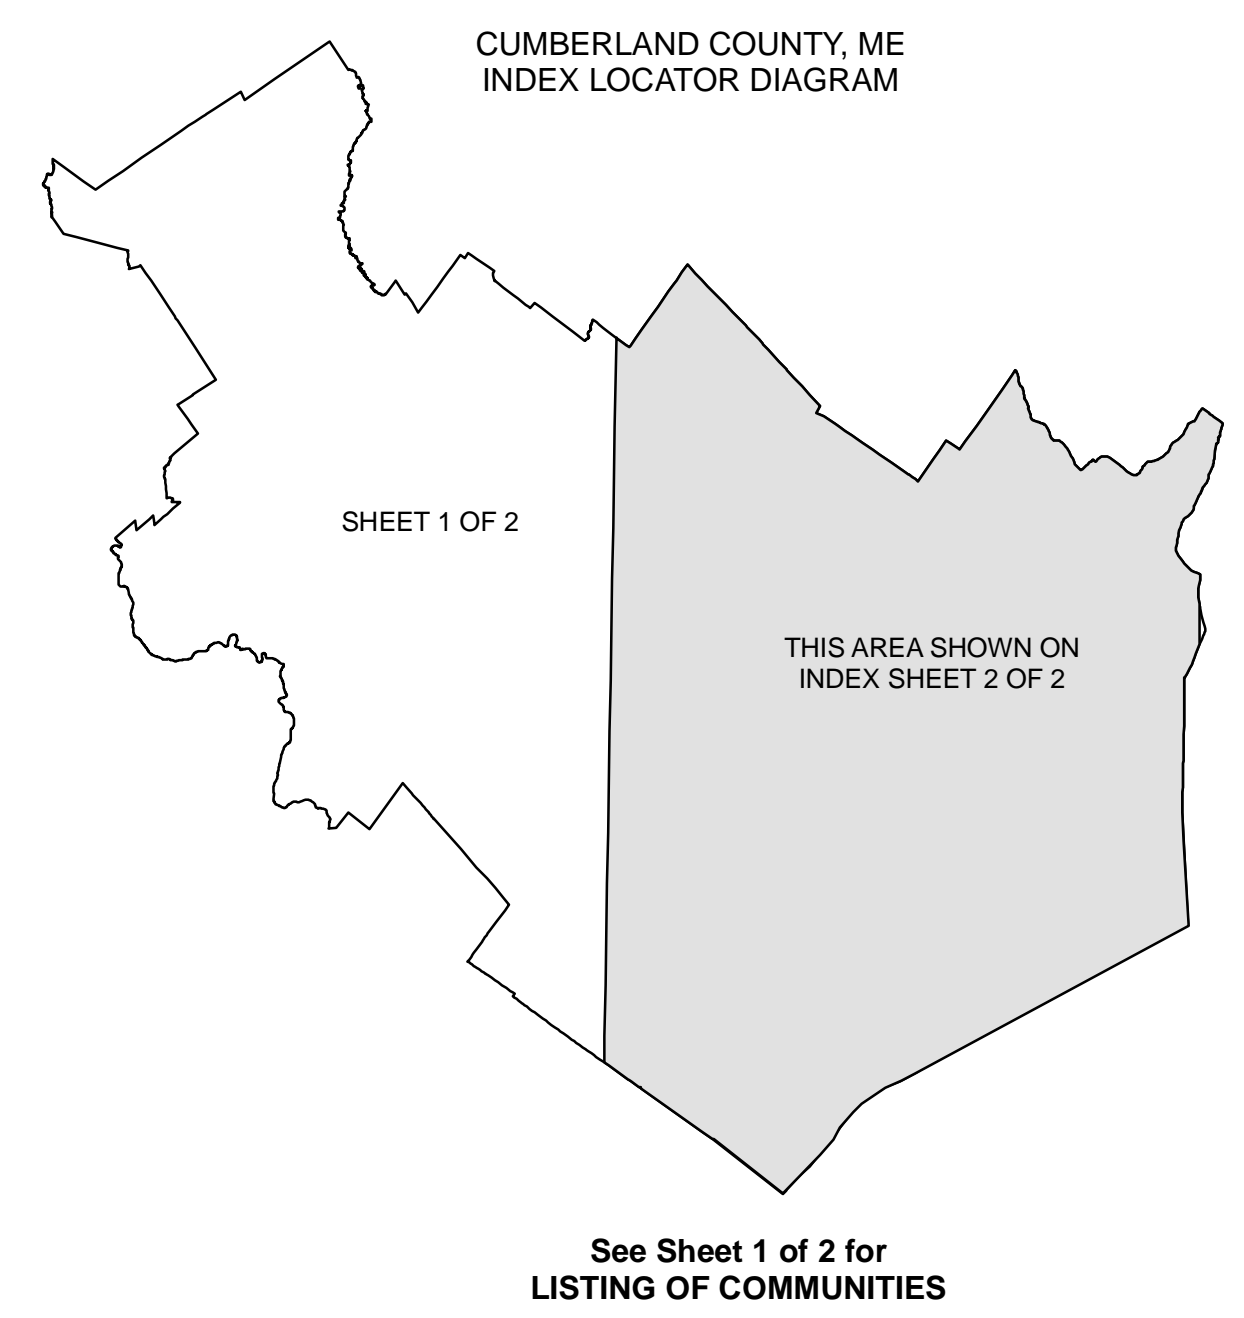 CUMBERLAND COUNTY, ME
INDEX LOCATOR DIAGRAM
SHEET 1 OF 2
THIS AREA SHOWN ON
INDEX SHEET 2 OF 2
See Sheet 1 of 2 for
LISTING OF COMMUNITIES